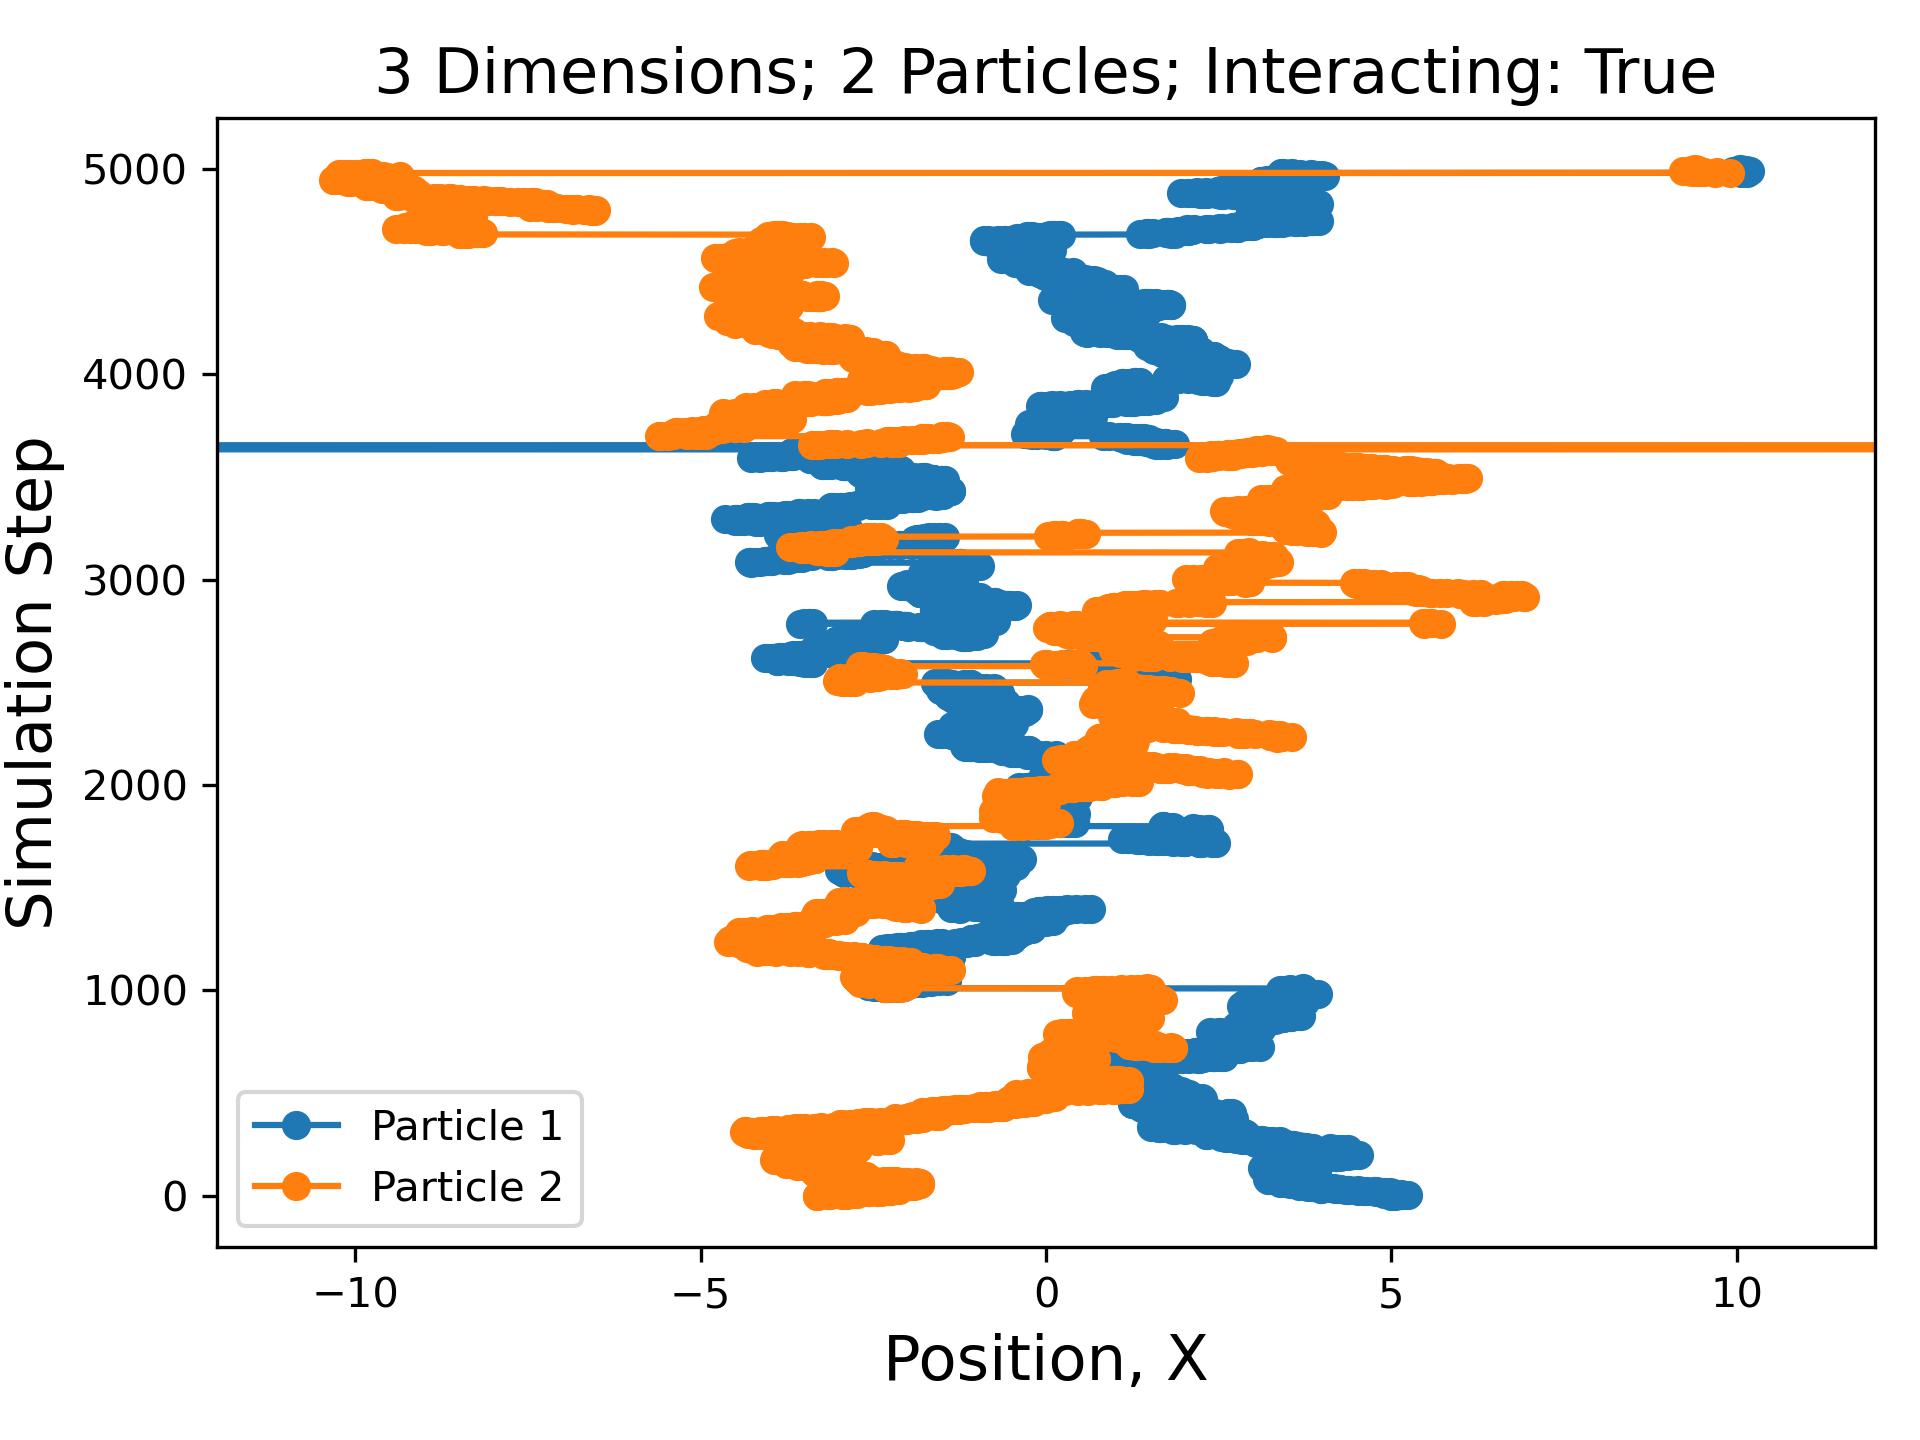 3 Dimensions; 2 Particles; Interacting: True
Simulation Step
5000
4000
3000
2000
1000
0
Particle 1
Particle 2
−10
−5
0
5
10
Position, X